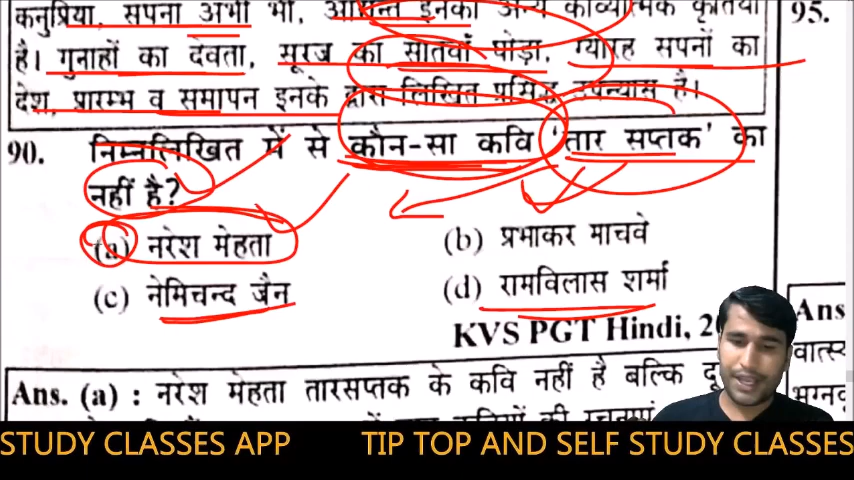 कनुप्रिया, सपना अभी भी, आद्यन्त इनकी अन्य काव्यात्मक कृतियाँ
है। गुनाहों का देवता, सूरज का सातवाँ घोड़ा, ग्यारह सपनों का
देश, प्रारम्भ व समापन इनके द्वारा लिखित प्रसिद्ध उपन्यास है।
90. निम्नलिखित में से कौन-सा कवि 'तार सप्तक' का
नहीं है?
(a) नरेश मेहता (b) प्रभाकर माचवे
(c) नेमिचन्द जैन (d) रामविलास शर्मा
KVS PGT Hindi,
Ans. (a) : नरेश मेहता तारसप्तक के कवि नहीं है बल्कि
95.
Ans
STUDY CLASSES APP TIP TOP AND SELF STUDY CLASSES